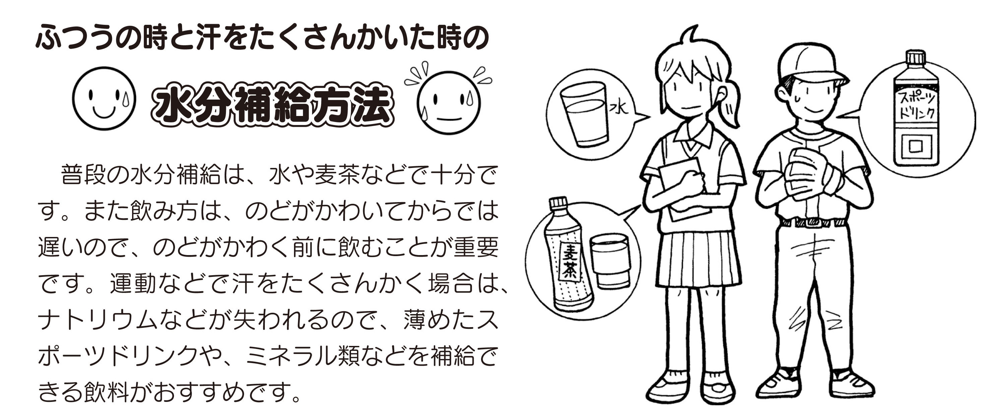 ふつうの時と汗をたくさんかいた時の
水分補給方法
普段の水分補給は、水や麦茶などで十分で
す。また飲み方は、のどがかわいてからでは
遅いので、のどがかわく前に飲むことが重要
です。運動などで汗をたくさんかく場合は、
ナトリウムなどが失われるので、薄めたス
ポーツドリンクや、ミネラル類などを補給で
きる飲料がおすすめです。
水
麦茶
スポーツ
ドリンク